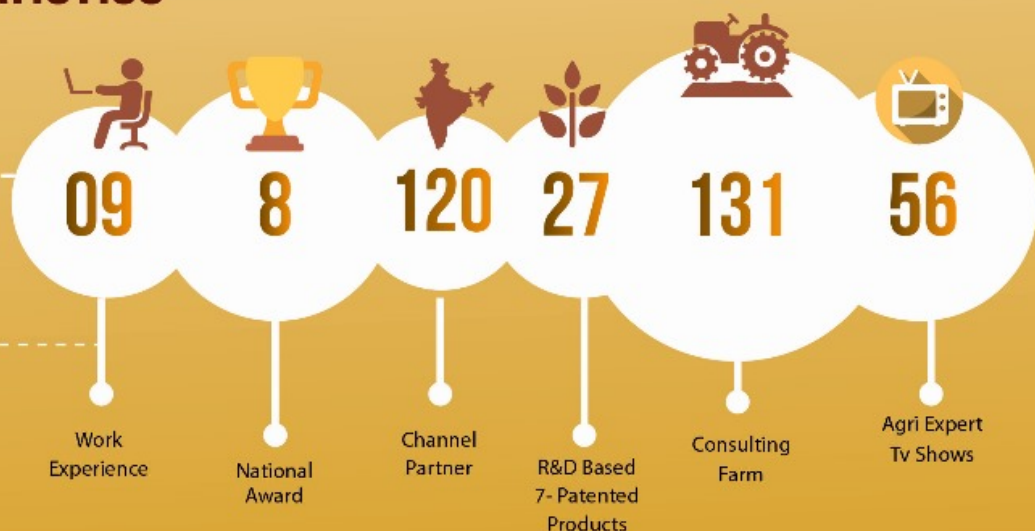 09
8
120
27
131
56
Work
Experience
National
Award
Channel
Partner
R&D Based
7- Patented
Products
Consulting
Farm
Agri Expert
Tv Shows